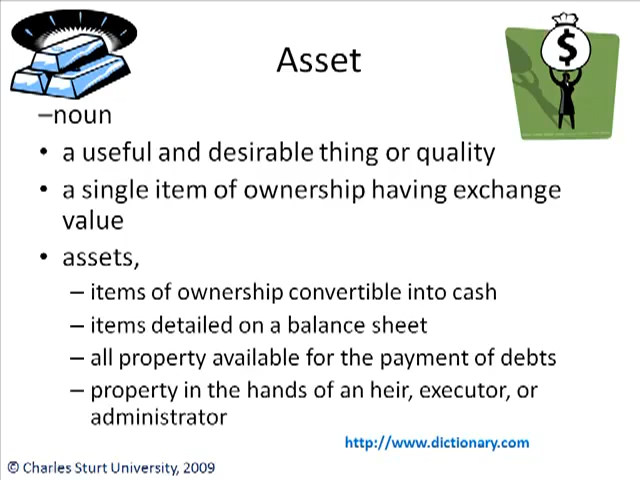 Asset
$
–noun
• a useful and desirable thing or quality
• a single item of ownership having exchange
value
• assets,
– items of ownership convertible into cash
– items detailed on a balance sheet
– all property available for the payment of debts
– property in the hands of an heir, executor, or
administrator
http://www.dictionary.com
© Charles Sturt University, 2009